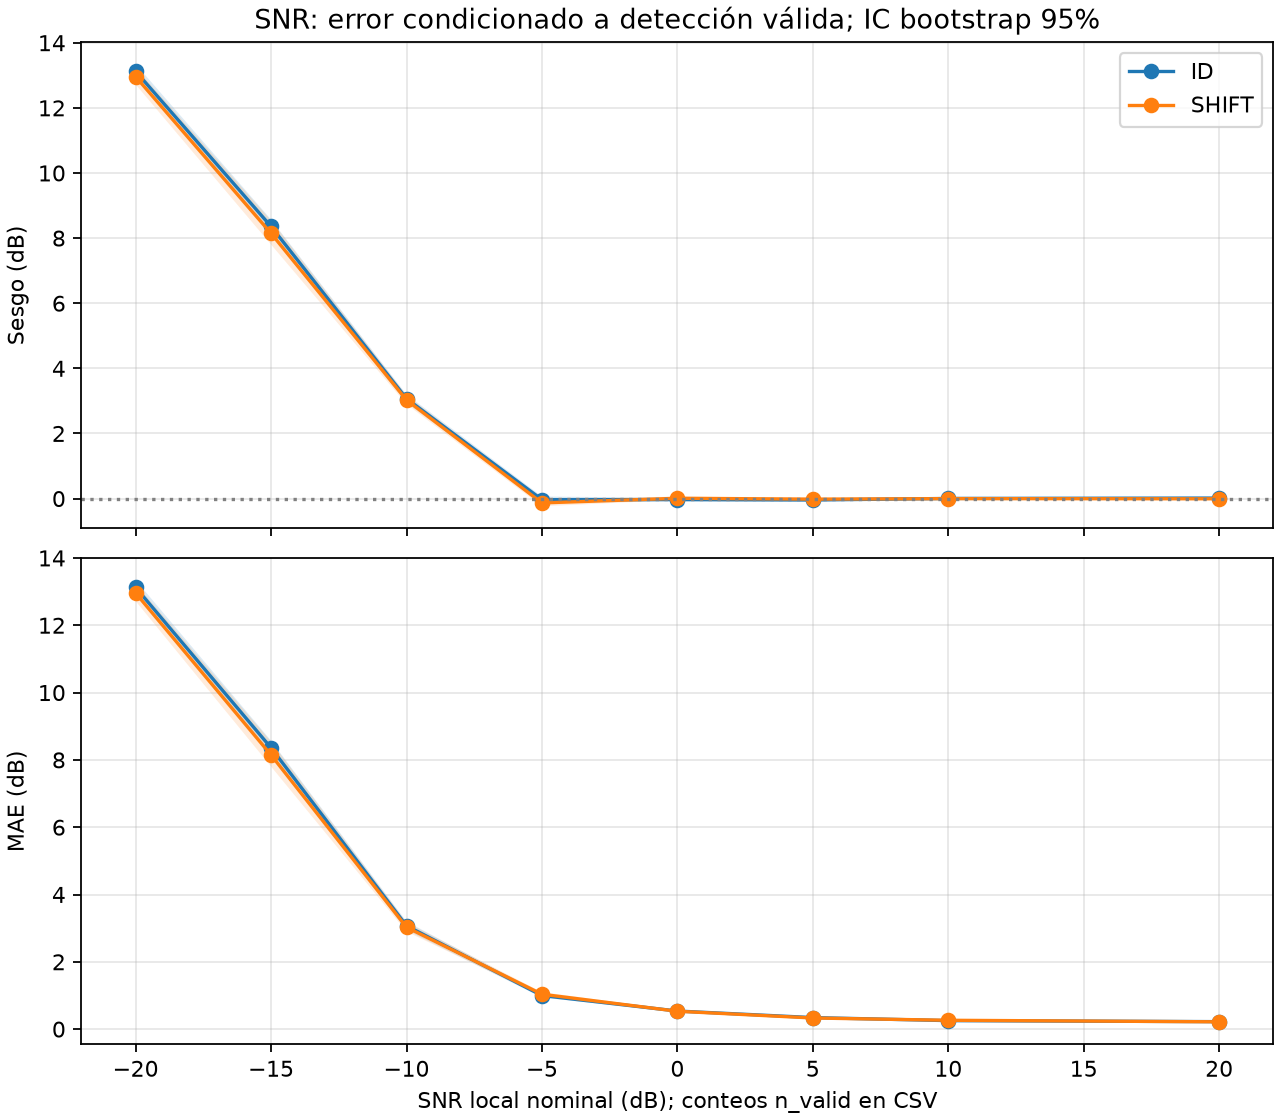 SNR: error condicionado a detección válida; IC bootstrap 95%
14
12
10
8
6
4
2
0
Sesgo (dB)
ID
SHIFT
14
12
10
8
6
4
2
0
MAE (dB)
−20 −15 −10 −5 0 5 10 15 20
SNR local nominal (dB); conteos n_valid en CSV